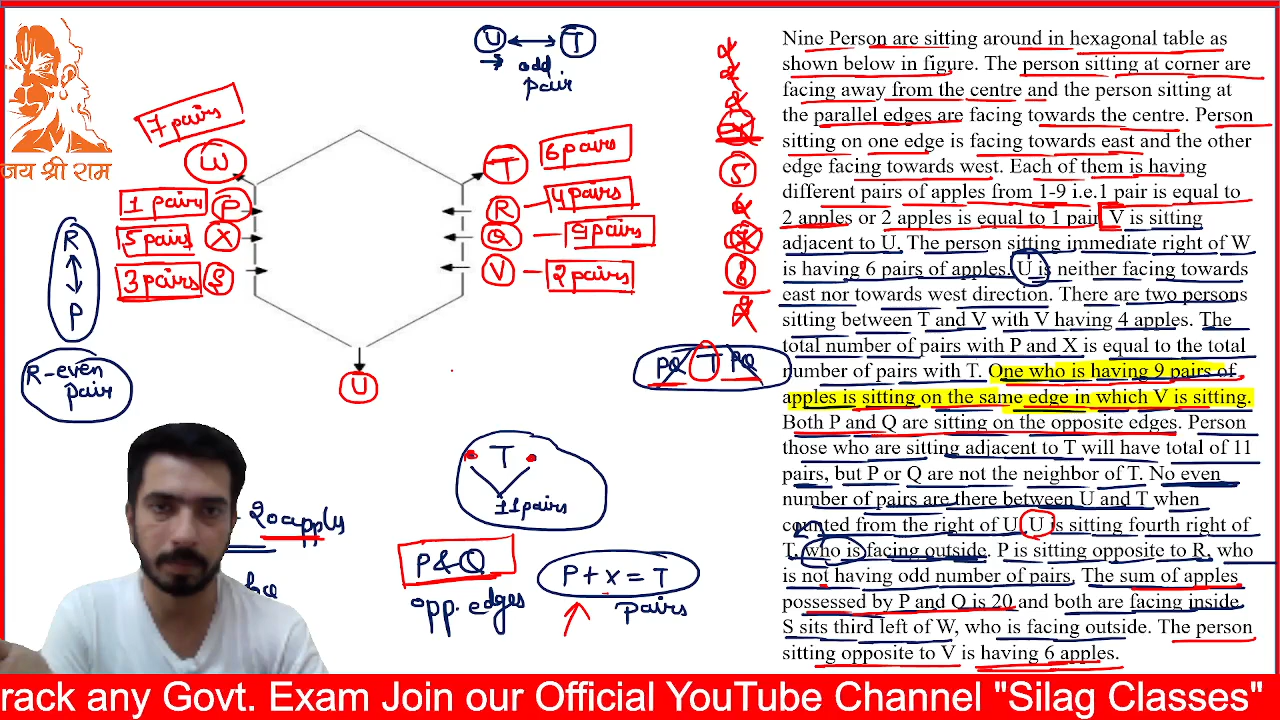 जय श्री राम
U T
odd
pair
7 pairs
W
1 pairs P
5 pairs X
3 pairs S
T 6 pairs
R 4 pairs
Q 9 pairs
V 2 pairs
U
R
P
R-even
pair
5
8
PQ T PQ
T
11 pairs
P & Q
opp. edges
P + x = T
pairs
Nine Person are sitting around in hexagonal table as
shown below in figure. The person sitting at corner are
facing away from the centre and the person sitting at
the parallel edges are facing towards the centre. Person
sitting on one edge is facing towards east and the other
edge facing towards west. Each of them is having
different pairs of apples from 1-9 i.e.1 pair is equal to
2 apples or 2 apples is equal to 1 pair. V is sitting
adjacent to U. The person sitting immediate right of W
is having 6 pairs of apples. U is neither facing towards
east nor towards west direction. There are two persons
sitting between T and V with V having 4 apples. The
total number of pairs with P and X is equal to the total
number of pairs with T. One who is having 9 pairs of
apples is sitting on the same edge in which V is sitting.
Both P and Q are sitting on the opposite edges. Person
those who are sitting adjacent to T will have total of 11
pairs, but P or Q are not the neighbor of T. No even
number of pairs are there between U and T when
counted from the right of U. U is sitting fourth right of
T, who is facing outside. P is sitting opposite to R, who
is not having odd number of pairs. The sum of apples
possessed by P and Q is 20 and both are facing inside.
S sits third left of W, who is facing outside. The person
sitting opposite to V is having 6 apples.
rack any Govt. Exam Join our Official YouTube Channel "Silag Classes"